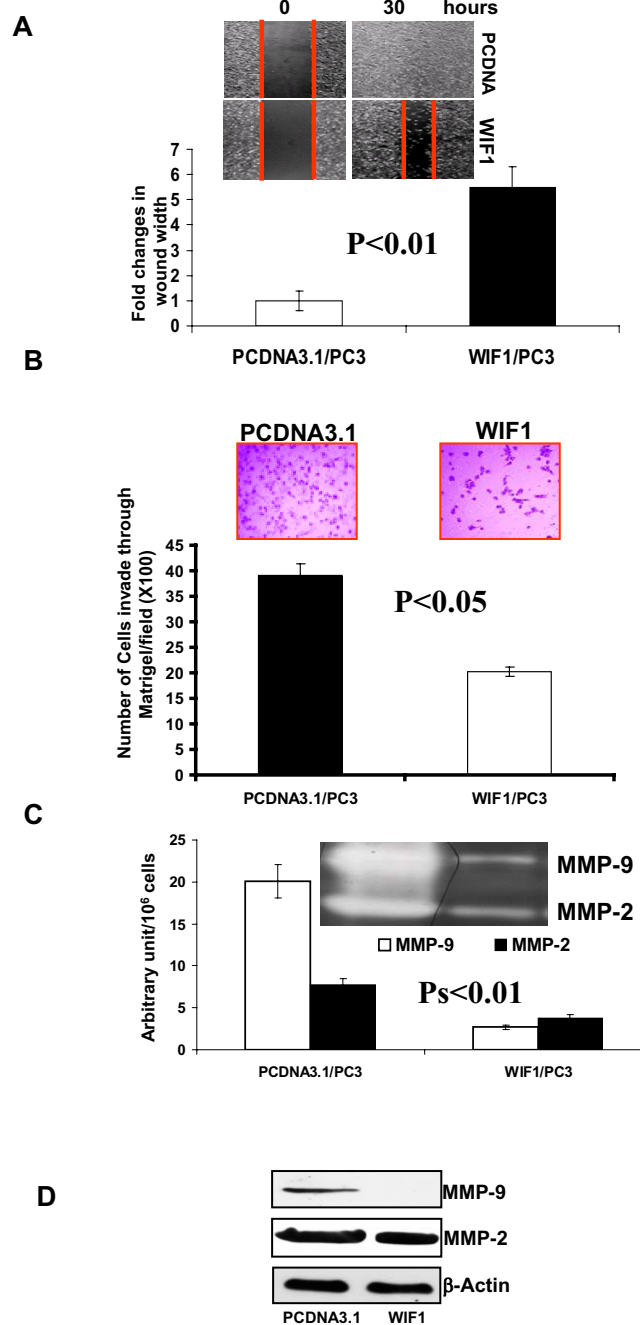 A
0 30 hours
PCDNA
WIF1
Fold changes in
wound width
7
6
5
4
3
2
1
0
P<0.01
PCDNA3.1/PC3 WIF1/PC3
B
PCDNA3.1 WIF1
Number of Cells invade through
Matrigel/field (X100)
45
40
35
30
25
20
15
10
5
0
P<0.05
PCDNA3.1/PC3 WIF1/PC3
C
Arbitrary unit/10⁶ cells
25
20
15
10
5
0
MMP-9
MMP-2
MMP-9 MMP-2
Ps<0.01
PCDNA3.1/PC3 WIF1/PC3
D
MMP-9
MMP-2
β-Actin
PCDNA3.1 WIF1